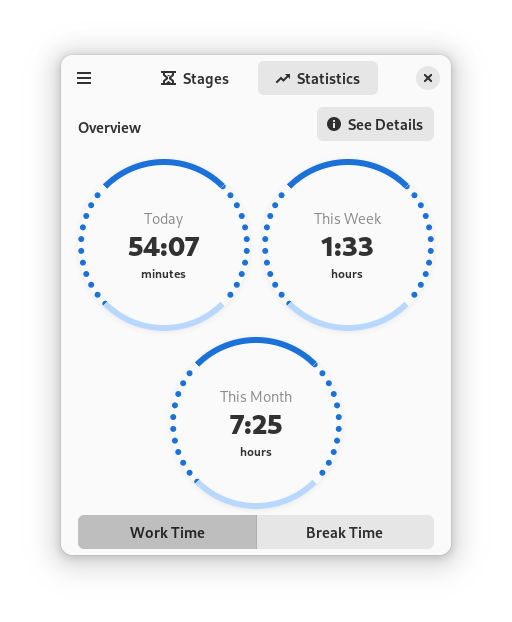 Stages
Statistics
Overview
See Details
Today
54:07
minutes
This Week
1:33
hours
This Month
7:25
hours
Work Time
Break Time